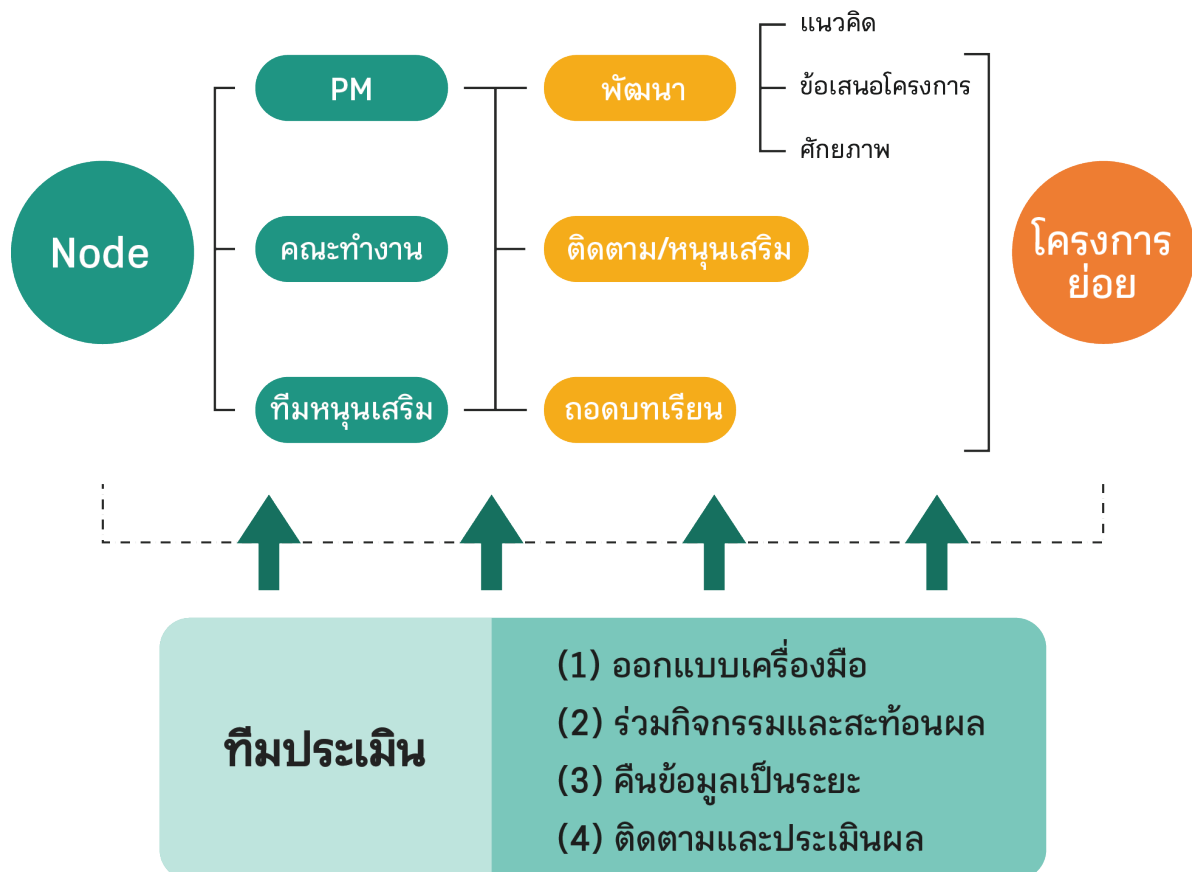 Node
PM
คณะทำงาน
ทีมหนุนเสริม
พัฒนา
แนวคิด
ข้อเสนอโครงการ
ศักยภาพ
ติดตาม/หนุนเสริม
ถอดบทเรียน
โครงการ
ย่อย
ทีมประเมิน
(1) ออกแบบเครื่องมือ
(2) ร่วมกิจกรรมและสะท้อนผล
(3) คืนข้อมูลเป็นระยะ
(4) ติดตามและประเมินผล